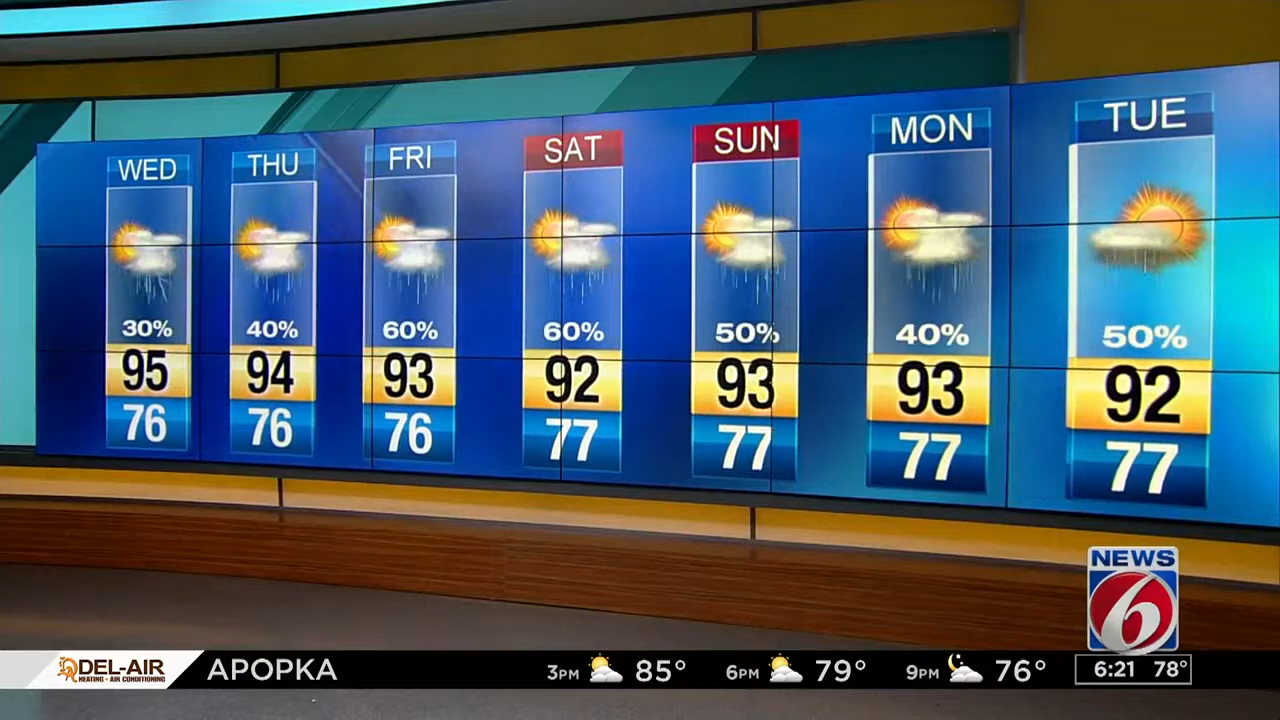 WED THU FRI SAT SUN MON TUE
30% 40% 60% 60% 50% 40% 50%
95 94 93 92 93 93 92
76 76 76 77 77 77 77
NEWS
6
DEL-AIR
HEATING - AIR CONDITIONING
APOPKA 3PM 85° 6PM 79° 9PM 76° 6:21 78°